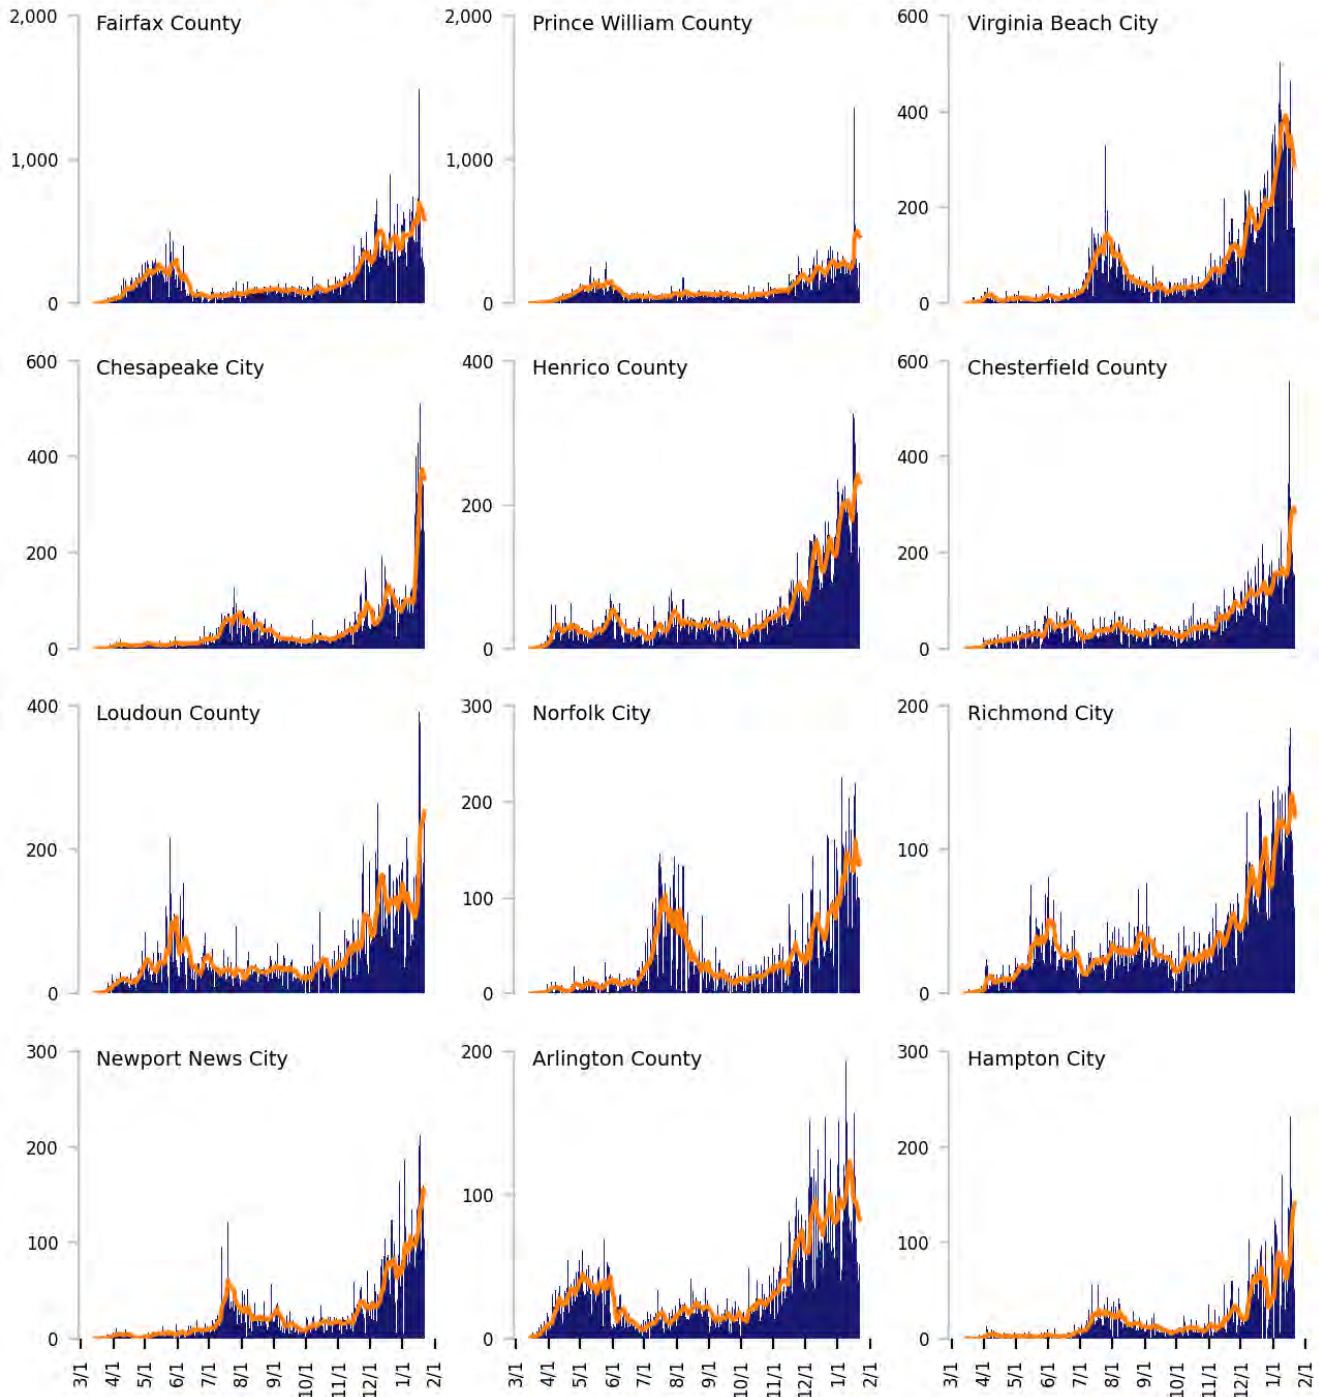 2,000 Fairfax County 2,000 Prince William County 600 Virginia Beach City
400
1,000 1,000
200
0 0 0
600 Chesapeake City 400 Henrico County 600 Chesterfield County
400 400
200
200 200
0 0 0
400 Loudoun County 300 Norfolk City 200 Richmond City
200
200 100
100
0 0 0
300 Newport News City 200 Arlington County 300 Hampton City
200 200
100
100 100
0 0 0
3/1 4/1 5/1 6/1 7/1 8/1 9/1 10/1 11/1 12/1 1/1 2/1 3/1 4/1 5/1 6/1 7/1 8/1 9/1 10/1 11/1 12/1 1/1 2/1 3/1 4/1 5/1 6/1 7/1 8/1 9/1 10/1 11/1 12/1 1/1 2/1